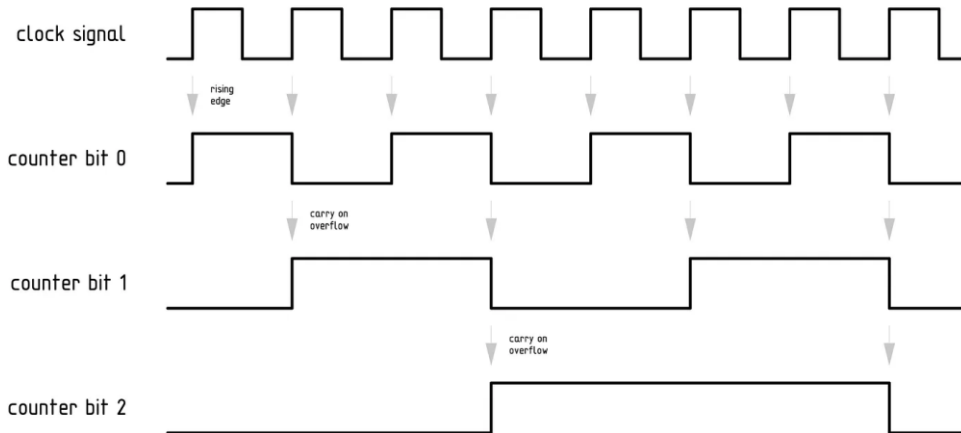 clock signal
rising
edge
counter bit 0
carry on
overflow
counter bit 1
carry on
overflow
counter bit 2